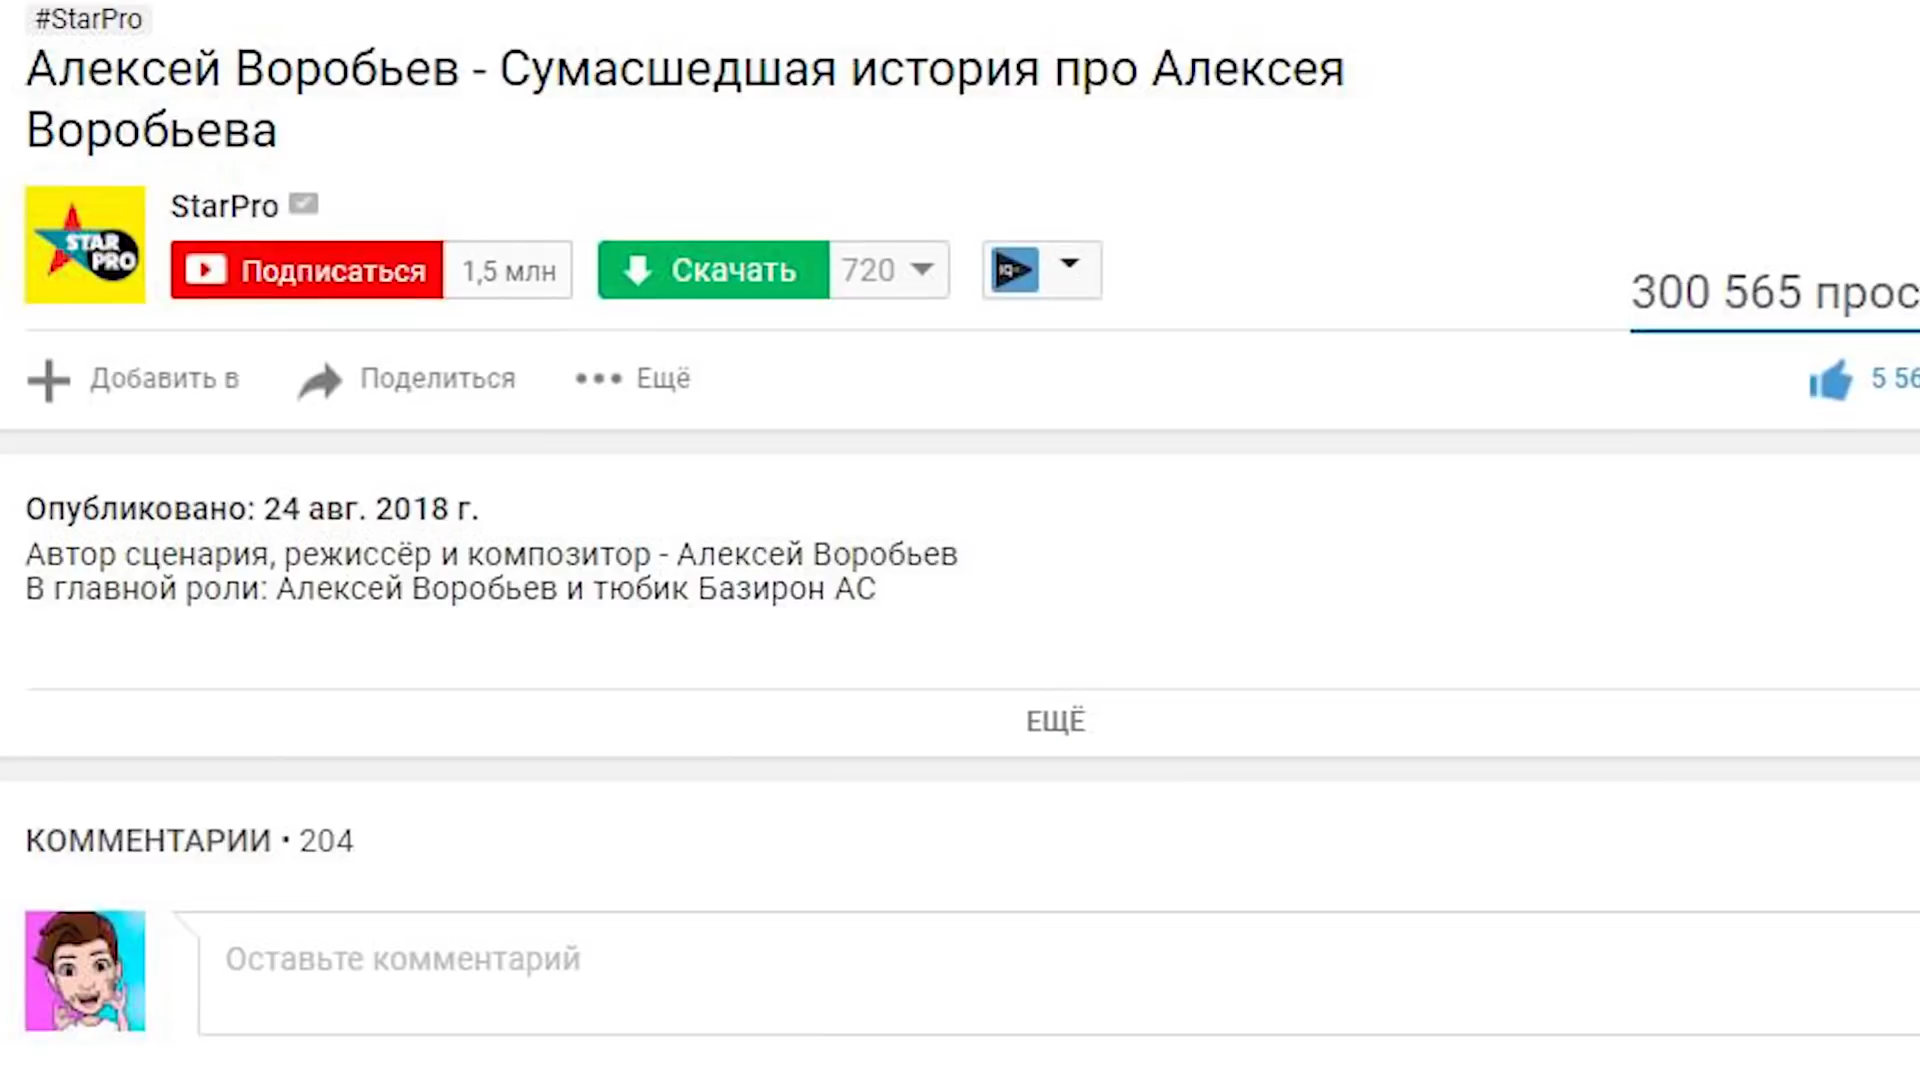 #StarPro
Алексей Воробьев - Сумасшедшая история про Алексея
Воробьева
STAR
PRO
StarPro
Подписаться 1,5 млн Скачать 720 IQ
300 565 прос
Добавить в Поделиться ••• Ещё 5 56
Опубликовано: 24 авг. 2018 г.
Автор сценария, режиссёр и композитор - Алексей Воробьев
В главной роли: Алексей Воробьев и тюбик Базирон АС
ЕЩЁ
КОММЕНТАРИИ • 204
Оставьте комментарий